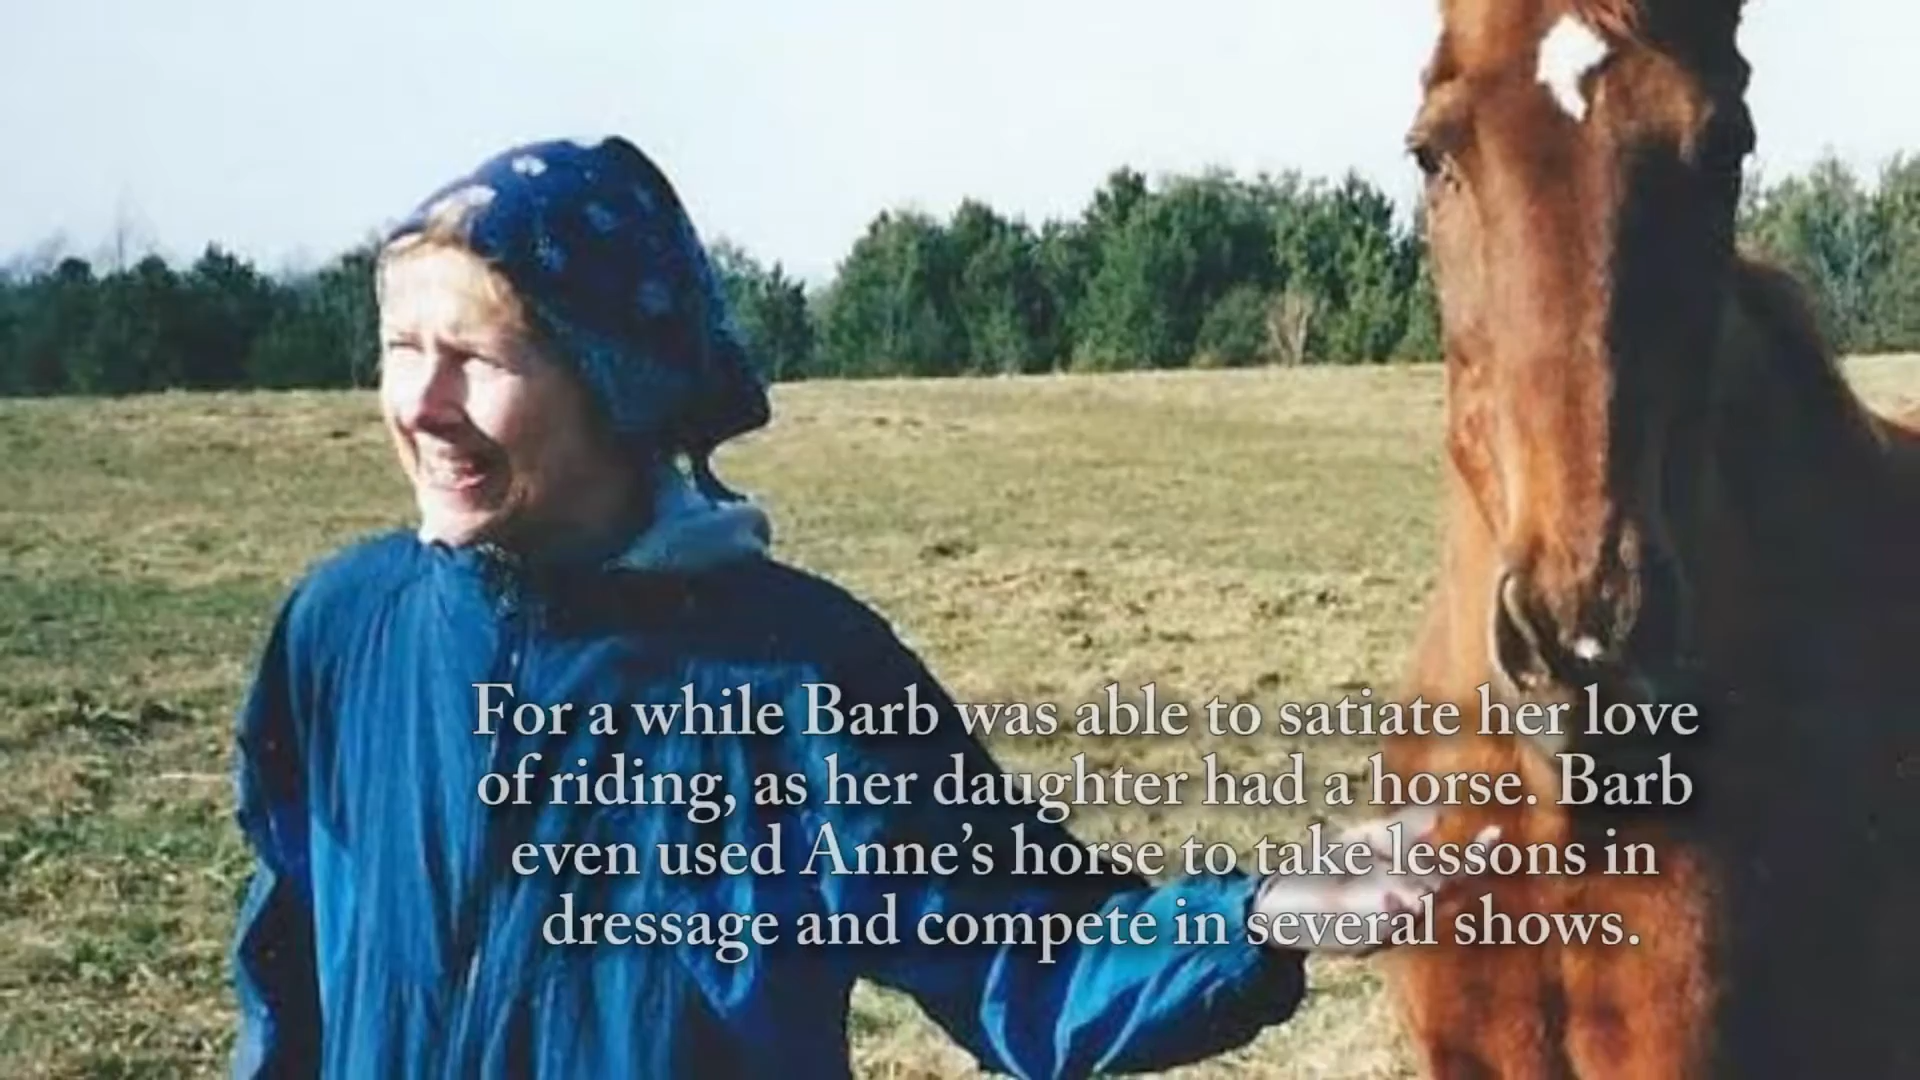 For a while Barb was able to satiate her love
of riding, as her daughter had a horse. Barb
even used Anne’s horse to take lessons in
dressage and compete in several shows.